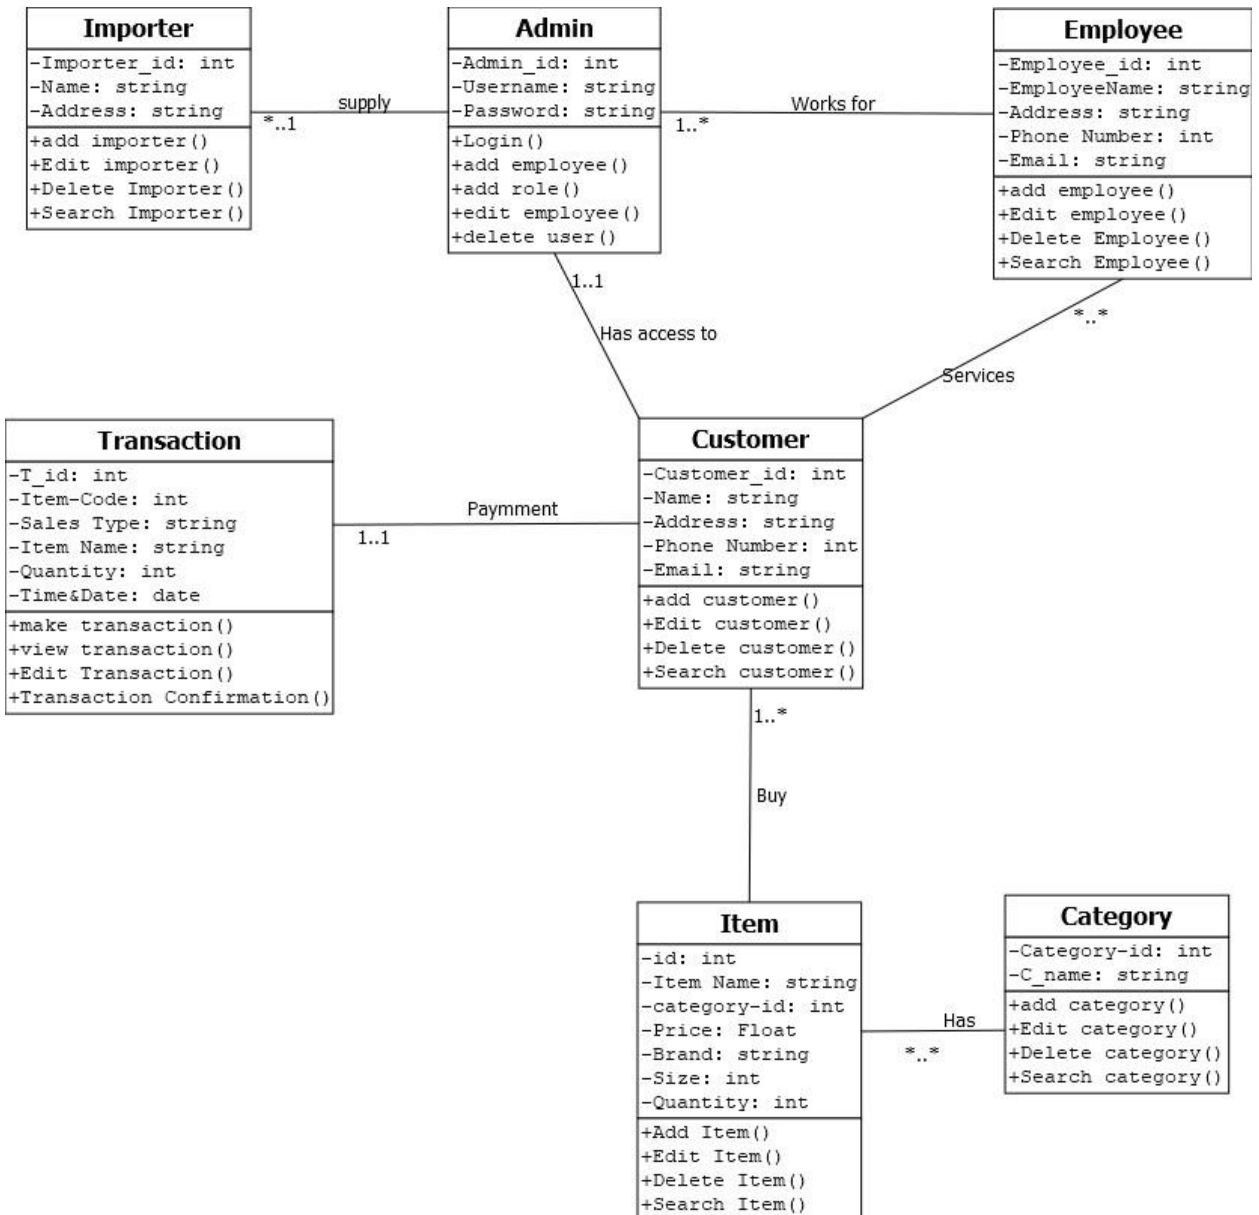 Importer
-Importer_id: int
-Name: string
-Address: string
+add importer()
+Edit importer()
+Delete Importer()
+Search Importer()
*..1
supply
Admin
-Admin_id: int
-Username: string
-Password: string
+Login()
+add employee()
+add role()
+edit employee()
+delete user()
1..*
Works for
Employee
-Employee_id: int
-EmployeeName: string
-Address: string
-Phone Number: int
-Email: string
+add employee()
+Edit employee()
+Delete Employee()
+Search Employee()
1..1
Has access to
*..*
Services
Transaction
-T_id: int
-Item-Code: int
-Sales Type: string
-Item Name: string
-Quantity: int
-Time&Date: date
+make transaction()
+view transaction()
+Edit Transaction()
+Transaction Confirmation()
Paymment
1..1
Customer
-Customer_id: int
-Name: string
-Address: string
-Phone Number: int
-Email: string
+add customer()
+Edit customer()
+Delete customer()
+Search customer()
1..*
Buy
Item
-id: int
-Item Name: string
-category-id: int
-Price: Float
-Brand: string
-Size: int
-Quantity: int
+Add Item()
+Edit Item()
+Delete Item()
+Search Item()
Has
*..*
Category
-Category-id: int
-C_name: string
+add category()
+Edit category()
+Delete category()
+Search category()